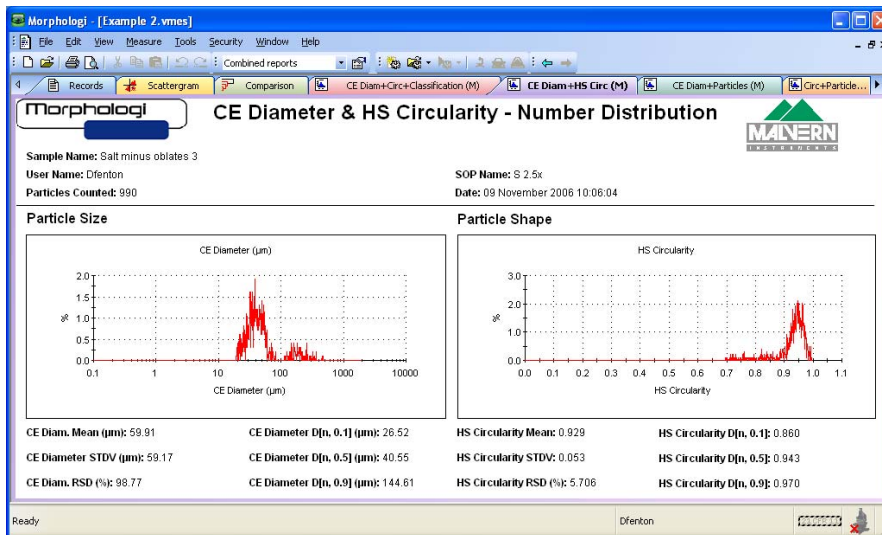 Morphologi - [Example 2.vmes]
File Edit View Measure Tools Security Window Help
Combined reports
Records Scattergram Comparison CE Diam+Circ+Classification (M) CE Diam+HS Circ (M) CE Diam+Particles (M) Circ+Particle...
Morphologi
CE Diameter & HS Circularity - Number Distribution
MALVERN
INSTRUMENTS
Sample Name: Salt minus oblates 3
User Name: Dfenton SOP Name: S 2.5x
Particles Counted: 990 Date: 09 November 2006 10:06:04
Particle Size Particle Shape
CE Diameter (µm)
2.0
1.5
1.0
0.5
0.0
%
0.1 1 10 100 1000 10000
CE Diameter (µm)
HS Circularity
3.0
2.0
1.0
0.0
%
0.0 0.1 0.2 0.3 0.4 0.5 0.6 0.7 0.8 0.9 1.0 1.1
HS Circularity
CE Diam. Mean (µm): 59.91 CE Diameter D[n, 0.1] (µm): 26.52 HS Circularity Mean: 0.929 HS Circularity D[n, 0.1]: 0.860
CE Diameter STDV (µm): 59.17 CE Diameter D[n, 0.5] (µm): 40.55 HS Circularity STDV: 0.053 HS Circularity D[n, 0.5]: 0.943
CE Diam. RSD (%): 98.77 CE Diameter D[n, 0.9] (µm): 144.61 HS Circularity RSD (%): 5.706 HS Circularity D[n, 0.9]: 0.970
Ready Dfenton